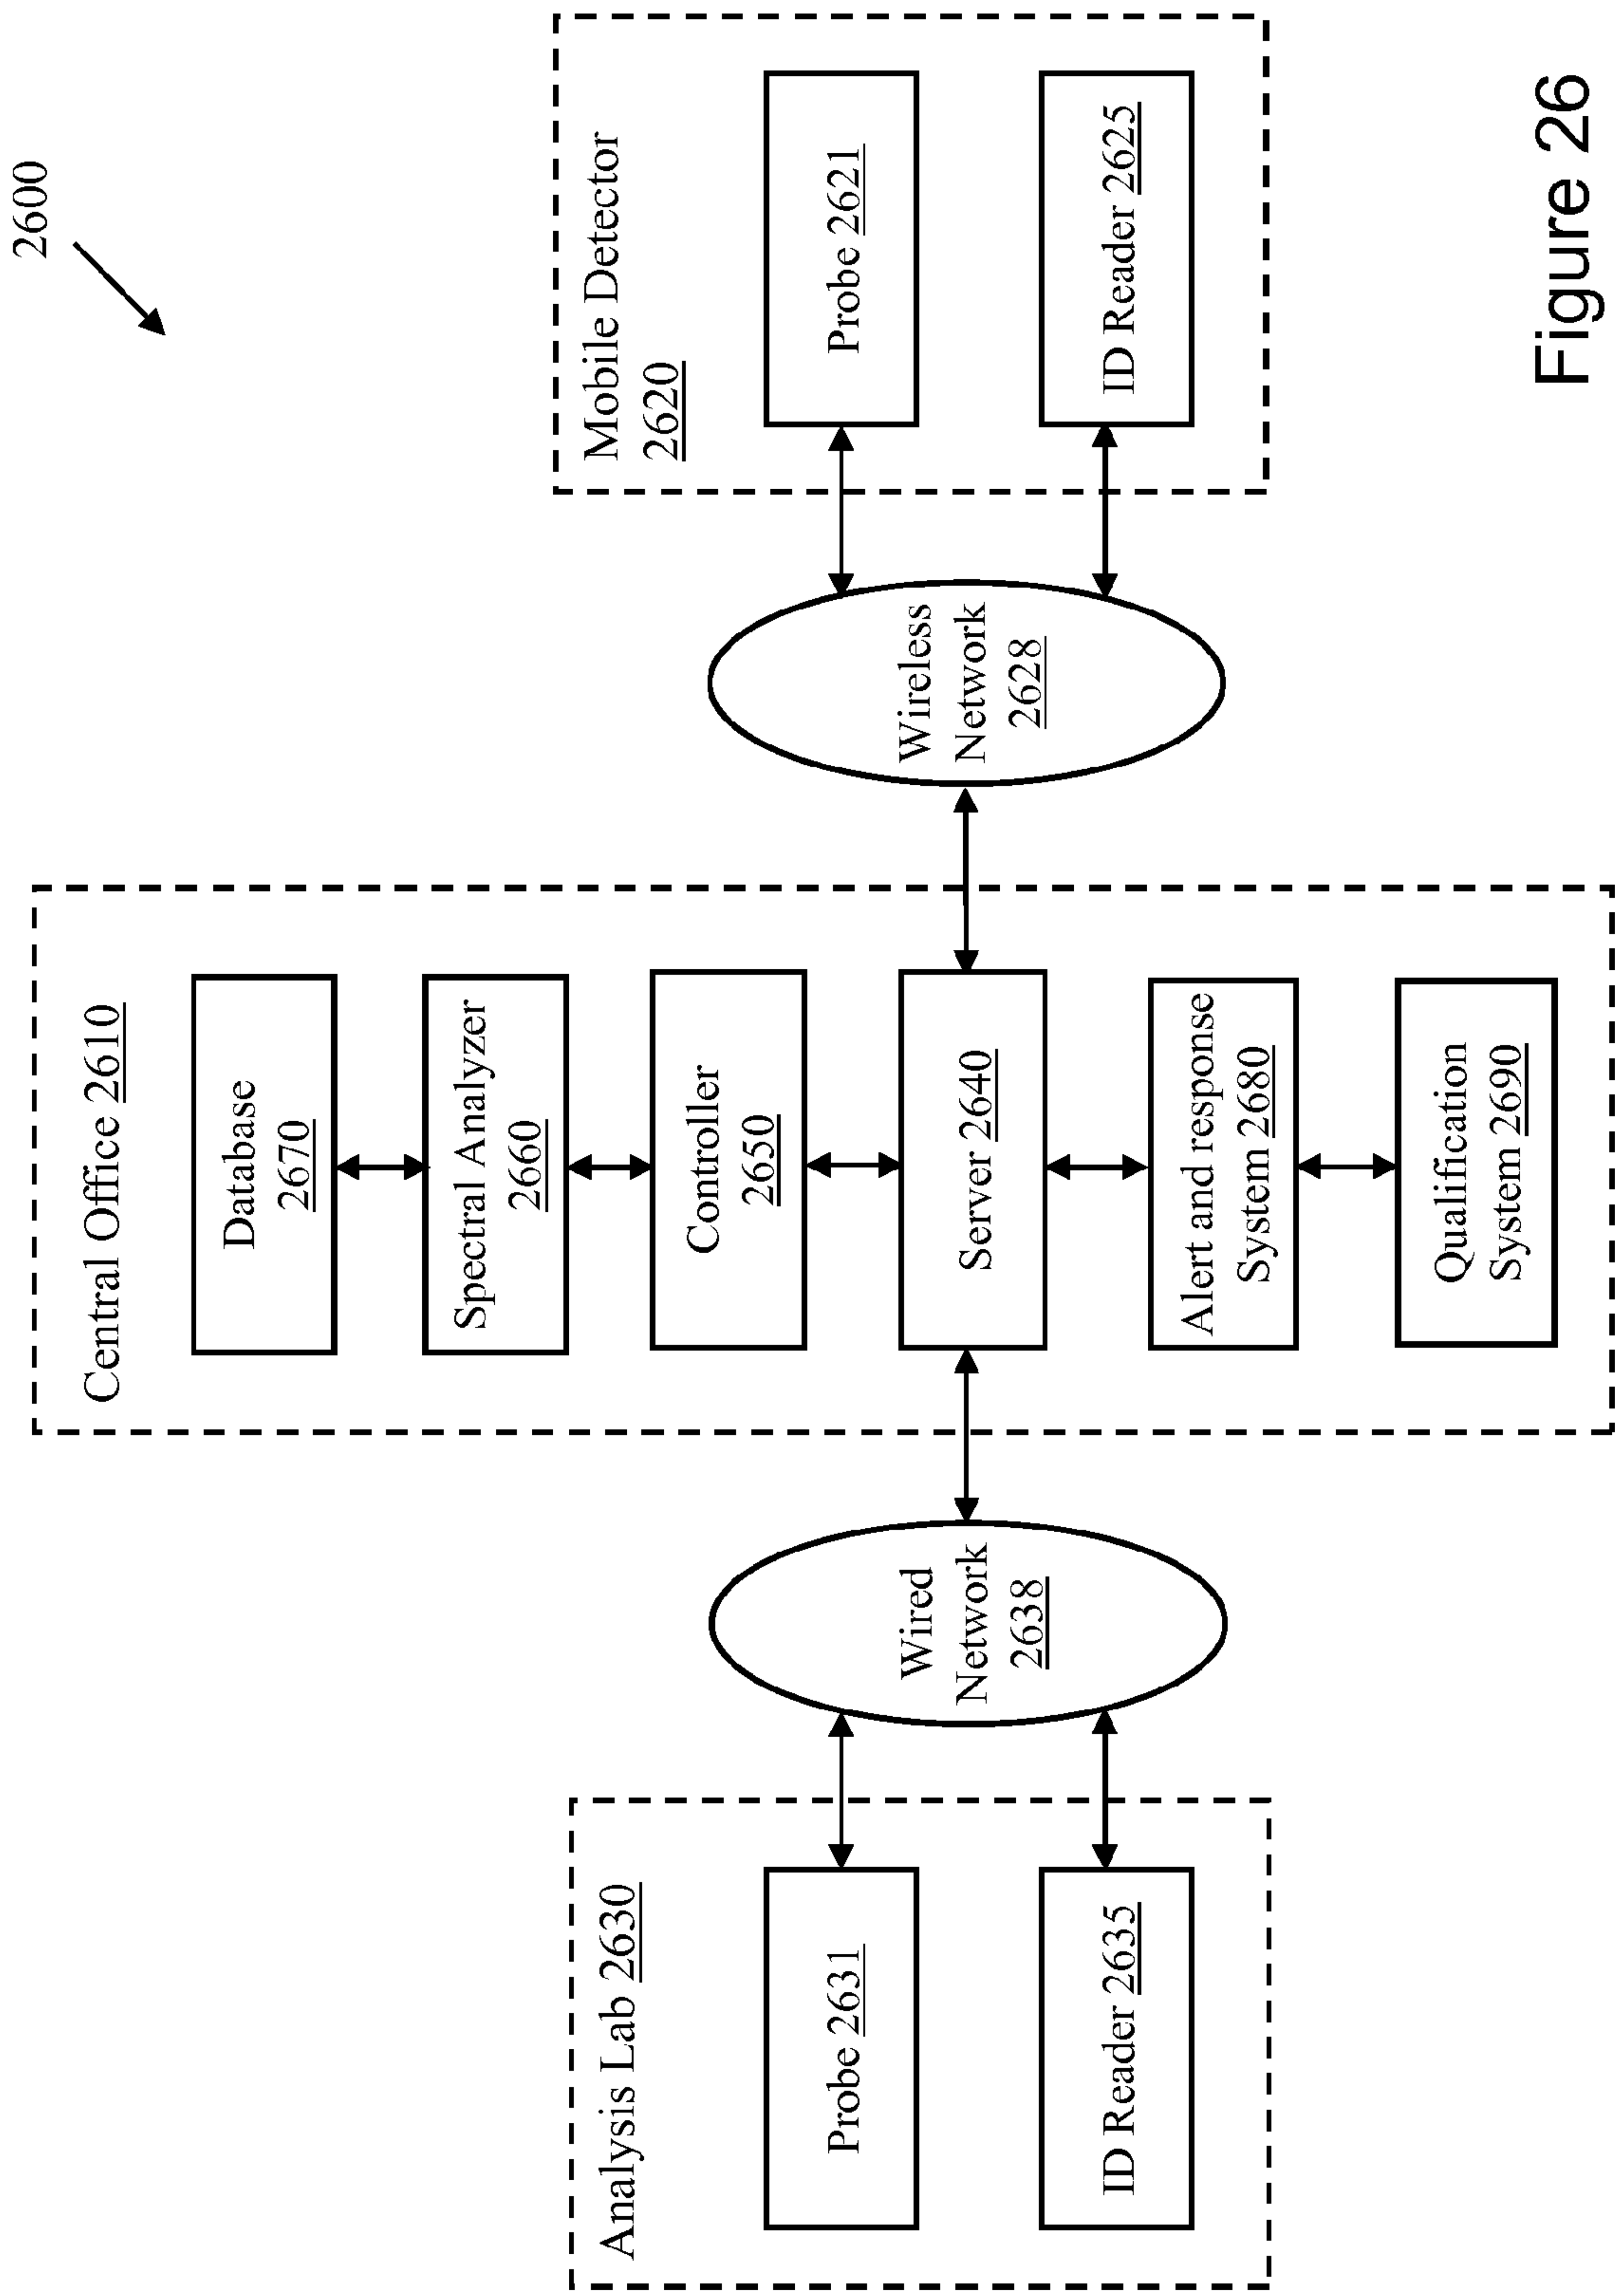 2600
Central Office 2610
Database
2670
Spectral Analyzer
2660
Controller
2650
Server 2640
Alert and response
System 2680
Qualification
System 2690
Analysis Lab 2630
Probe 2631
ID Reader 2635
Wired
Network
2638
Wireless
Network
2628
Mobile Detector
2620
Probe 2621
ID Reader 2625
Figure 26